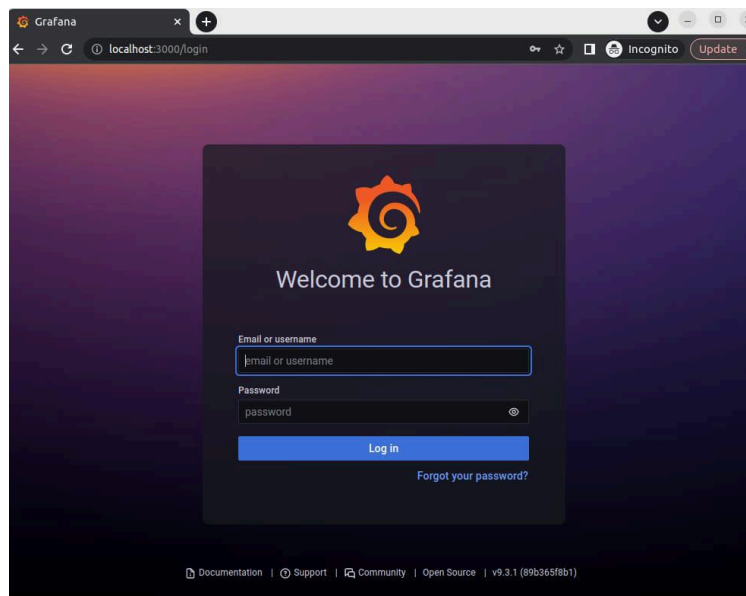 Grafana
localhost:3000/login
Incognito
Update
Welcome to Grafana
Email or username
email or username
Password
password
Log in
Forgot your password?
Documentation | Support | Community | Open Source | v9.3.1 (89b365f8b1)